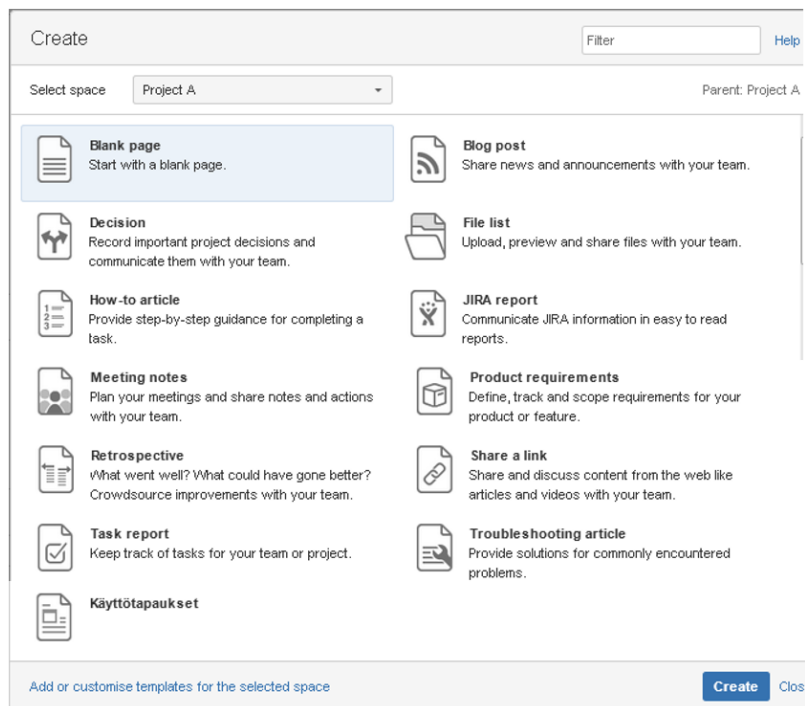 Create
Filter
Help
Select space
Project A
Parent: Project A
Blank page
Start with a blank page.
Blog post
Share news and announcements with your team.
Decision
Record important project decisions and
communicate them with your team.
File list
Upload, preview and share files with your team.
How-to article
Provide step-by-step guidance for completing a
task.
JIRA report
Communicate JIRA information in easy to read
reports.
Meeting notes
Plan your meetings and share notes and actions
with your team.
Product requirements
Define, track and scope requirements for your
product or feature.
Retrospective
What went well? What could have gone better?
Crowdsource improvements with your team.
Share a link
Share and discuss content from the web like
articles and videos with your team.
Task report
Keep track of tasks for your team or project.
Troubleshooting article
Provide solutions for commonly encountered
problems.
Käyttötapaukset
Add or customise templates for the selected space
Create
Clos